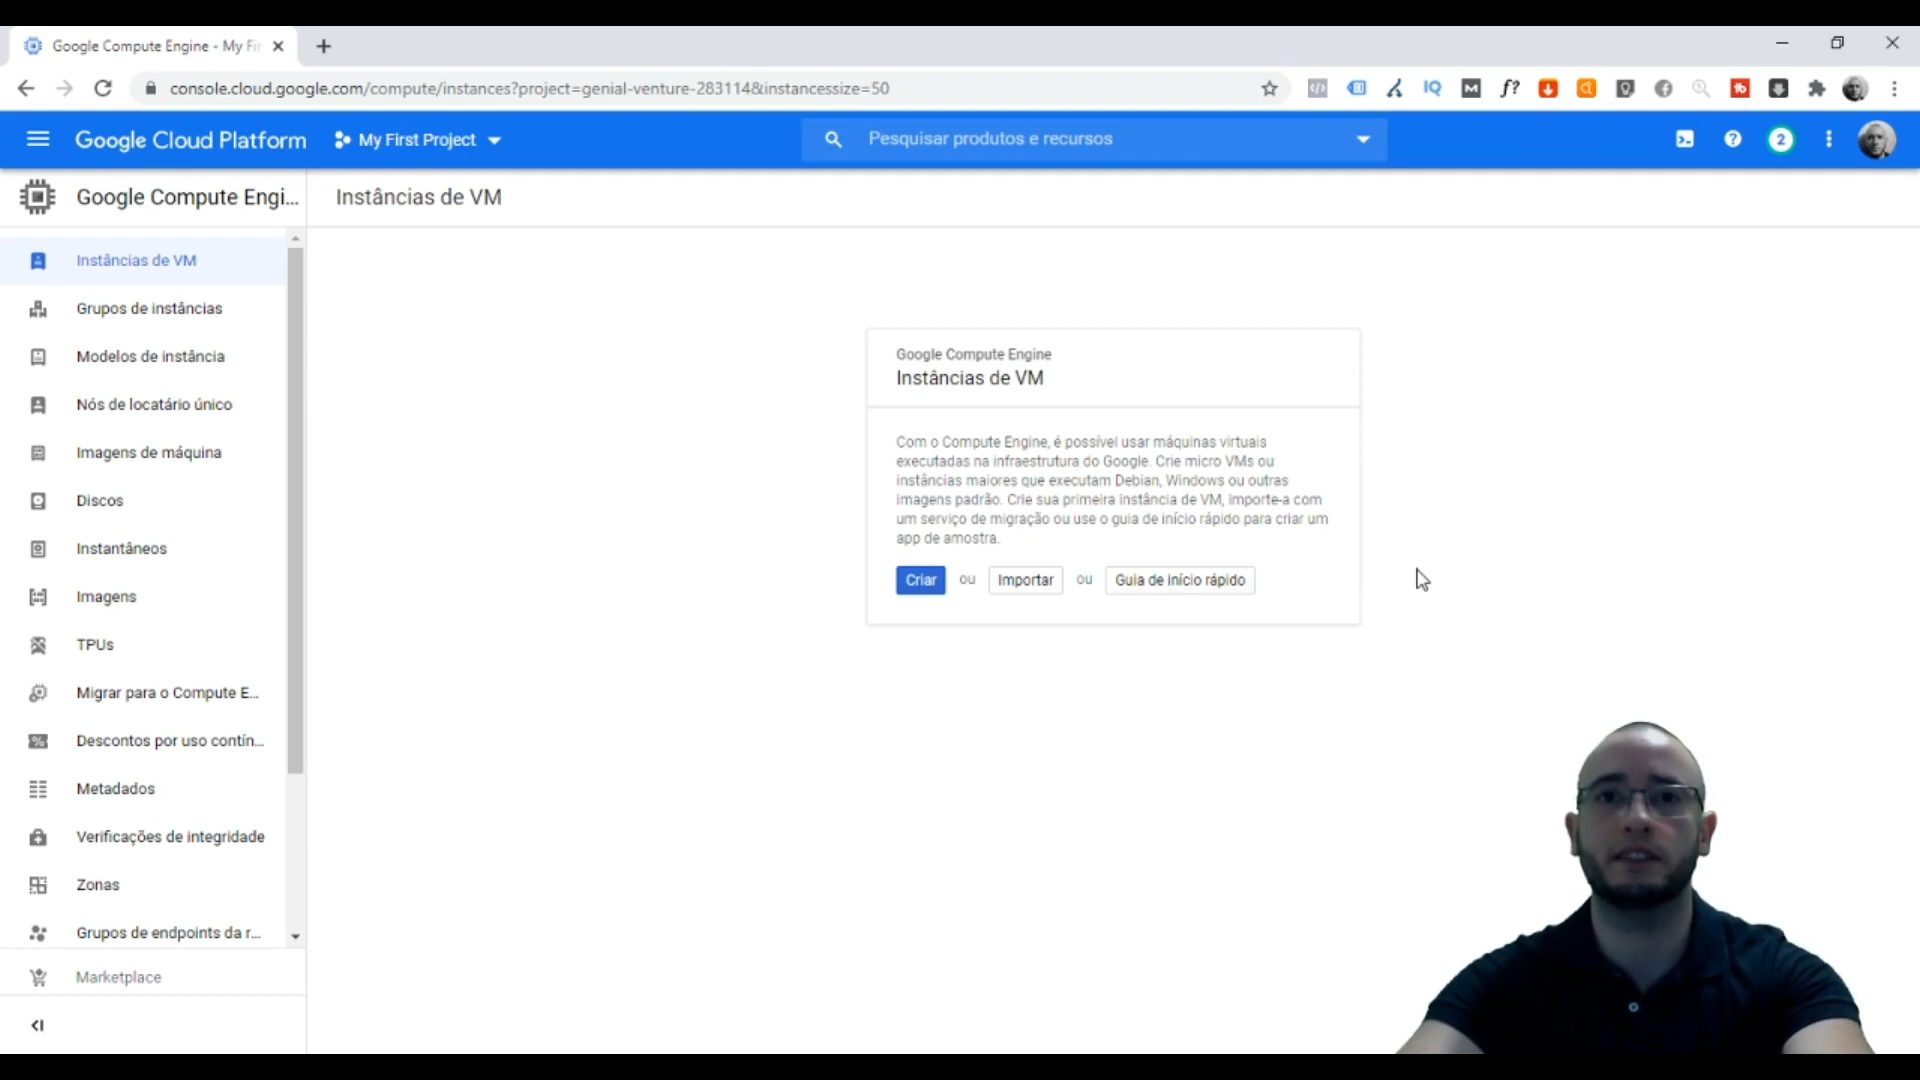 Google Compute Engine - My Fir
console.cloud.google.com/compute/instances?project=genial-venture-283114&instancessize=50
IQ
M
f?
Google Cloud Platform
My First Project
Pesquisar produtos e recursos
2
Google Compute Engi...
Instâncias de VM
Instâncias de VM
Grupos de instâncias
Modelos de instância
Nós de locatário único
Imagens de máquina
Discos
Instantâneos
Imagens
TPUs
Migrar para o Compute E...
Descontos por uso contín...
Metadados
Verificações de integridade
Zonas
Grupos de endpoints da r...
Marketplace
Google Compute Engine
Instâncias de VM
Com o Compute Engine, é possível usar máquinas virtuais
executadas na infraestrutura do Google. Crie micro VMs ou
instâncias maiores que executam Debian, Windows ou outras
imagens padrão. Crie sua primeira instância de VM, importe-a com
um serviço de migração ou use o guia de início rápido para criar um
app de amostra.
Criar ou Importar ou Guia de início rápido